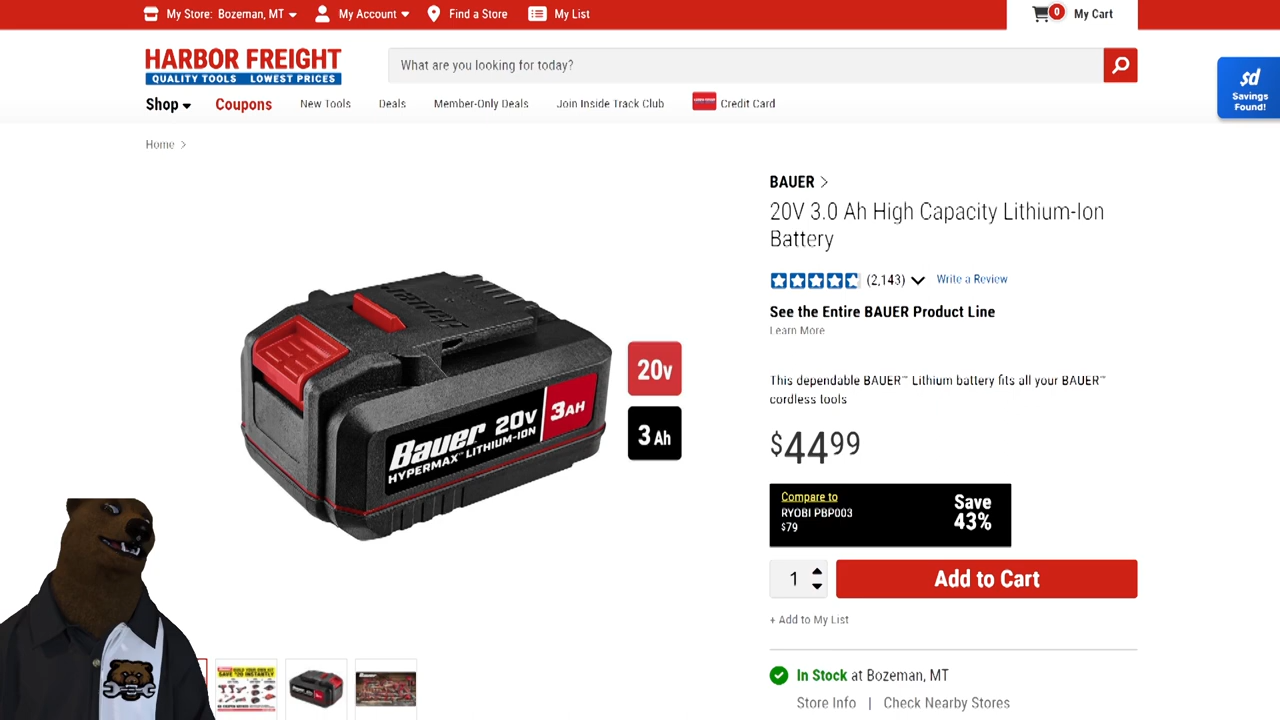 My Store: Bozeman, MT
My Account
Find a Store
My List
0
My Cart
HARBOR FREIGHT
QUALITY TOOLS LOWEST PRICES
What are you looking for today?
Shop
Coupons
New Tools
Deals
Member-Only Deals
Join Inside Track Club
Credit Card
sd
Savings
Found!
Home >
BAUER >
20V 3.0 Ah High Capacity Lithium-Ion
Battery
(2,143)
Write a Review
See the Entire BAUER Product Line
Learn More
This dependable BAUER™ Lithium battery fits all your BAUER™
cordless tools
$44.99
Compare to
RYOBI PBP003
$79
Save
43%
1
Add to Cart
+ Add to My List
In Stock at Bozeman, MT
Store Info | Check Nearby Stores
Bauer
Bauer 20V
HYPERMAX™ LITHIUM-ION
3AH
20v
3 Ah